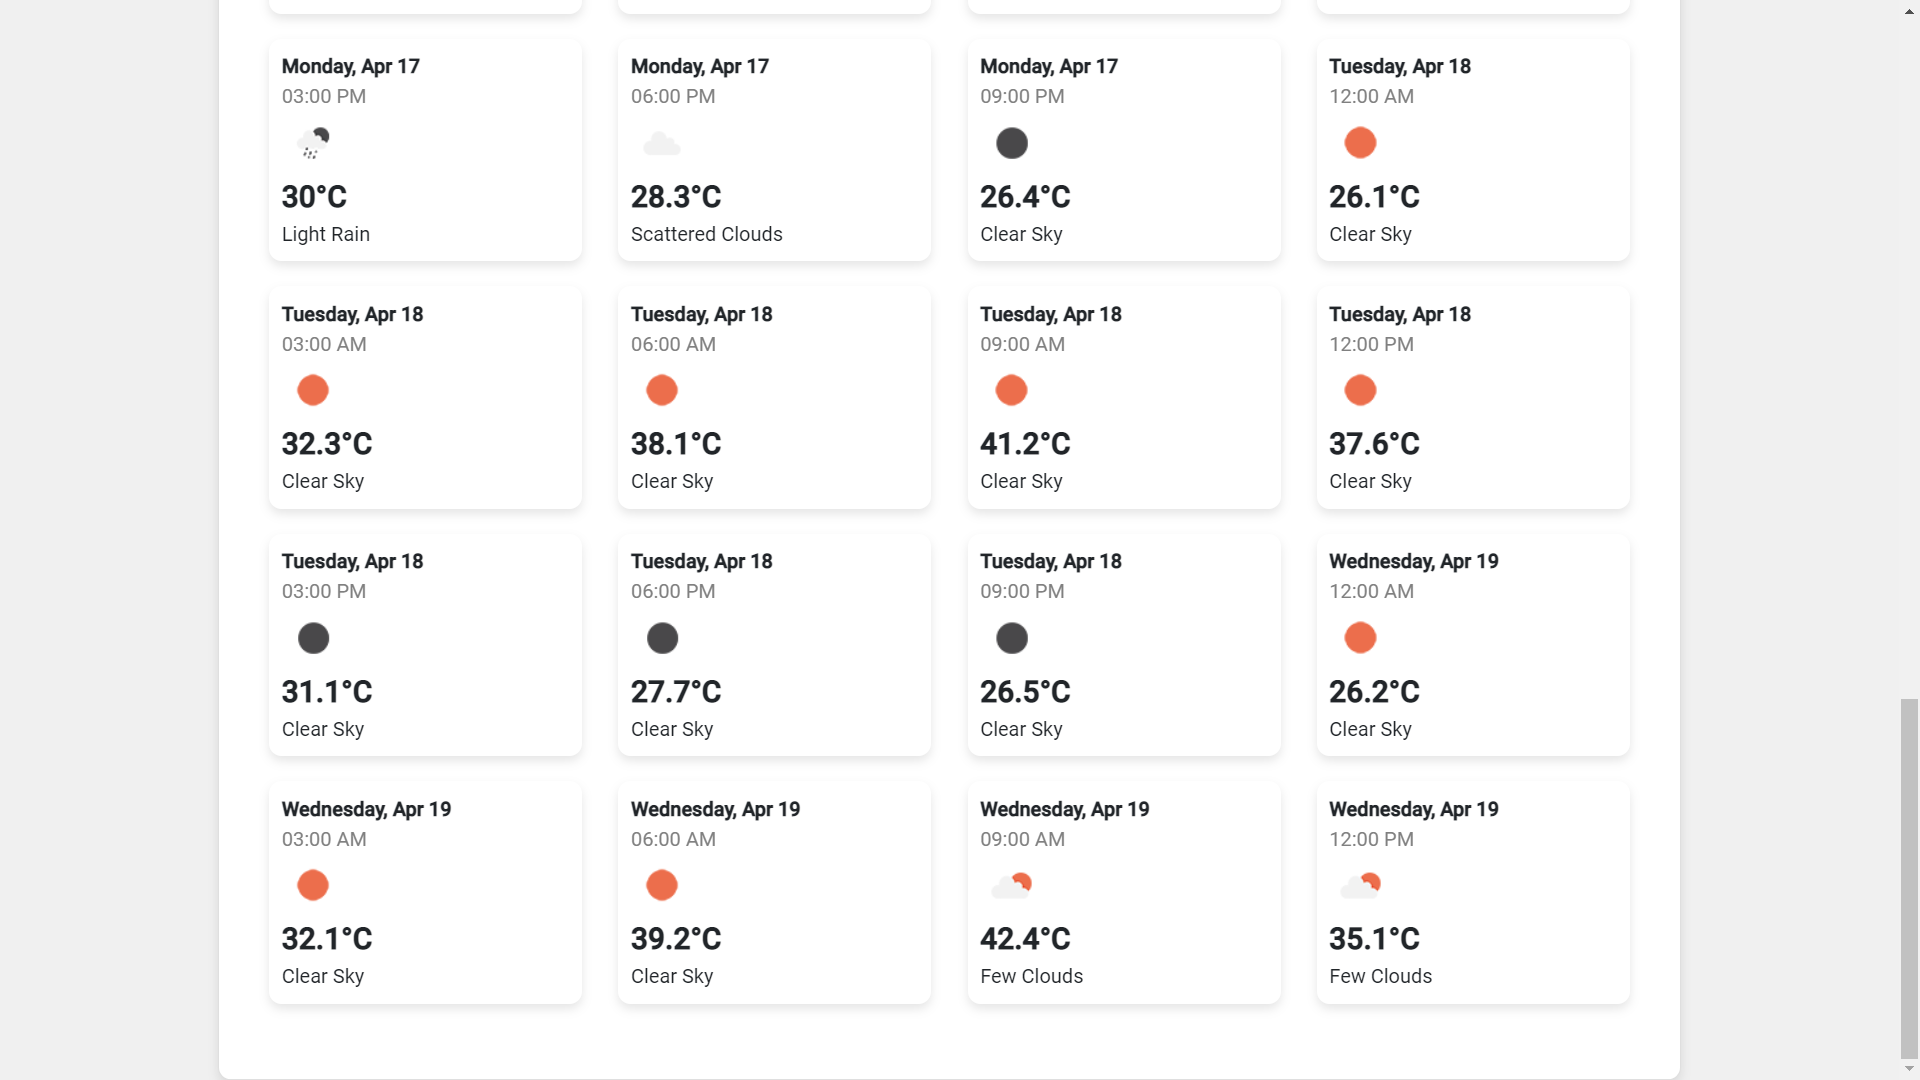 Monday, Apr 17
03:00 PM
30°C
Light Rain
Monday, Apr 17
06:00 PM
28.3°C
Scattered Clouds
Monday, Apr 17
09:00 PM
26.4°C
Clear Sky
Tuesday, Apr 18
12:00 AM
26.1°C
Clear Sky
Tuesday, Apr 18
03:00 AM
32.3°C
Clear Sky
Tuesday, Apr 18
06:00 AM
38.1°C
Clear Sky
Tuesday, Apr 18
09:00 AM
41.2°C
Clear Sky
Tuesday, Apr 18
12:00 PM
37.6°C
Clear Sky
Tuesday, Apr 18
03:00 PM
31.1°C
Clear Sky
Tuesday, Apr 18
06:00 PM
27.7°C
Clear Sky
Tuesday, Apr 18
09:00 PM
26.5°C
Clear Sky
Wednesday, Apr 19
12:00 AM
26.2°C
Clear Sky
Wednesday, Apr 19
03:00 AM
32.1°C
Clear Sky
Wednesday, Apr 19
06:00 AM
39.2°C
Clear Sky
Wednesday, Apr 19
09:00 AM
42.4°C
Few Clouds
Wednesday, Apr 19
12:00 PM
35.1°C
Few Clouds